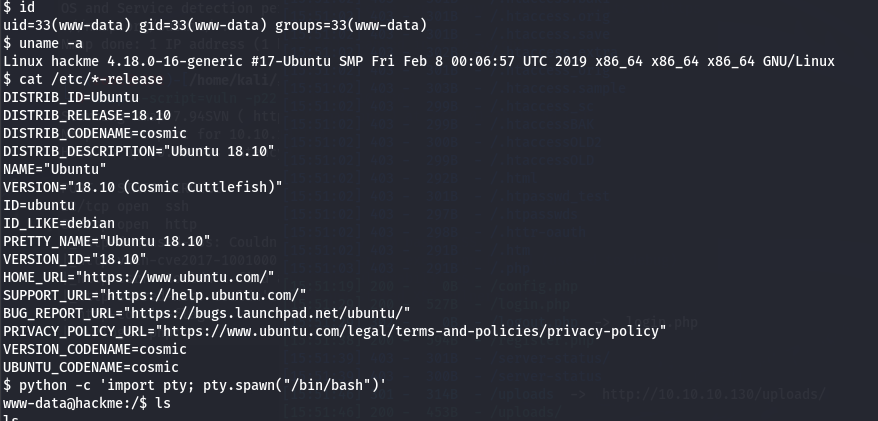 $ id
uid=33(www-data) gid=33(www-data) groups=33(www-data)
$ uname -a
Linux hackme 4.18.0-16-generic #17-Ubuntu SMP Fri Feb 8 00:06:57 UTC 2019 x86_64 x86_64 x86_64 GNU/Linux
$ cat /etc/*-release
DISTRIB_ID=Ubuntu
DISTRIB_RELEASE=18.10
DISTRIB_CODENAME=cosmic
DISTRIB_DESCRIPTION="Ubuntu 18.10"
NAME="Ubuntu"
VERSION="18.10 (Cosmic Cuttlefish)"
ID=ubuntu
ID_LIKE=debian
PRETTY_NAME="Ubuntu 18.10"
VERSION_ID="18.10"
HOME_URL="https://www.ubuntu.com/"
SUPPORT_URL="https://help.ubuntu.com/"
BUG_REPORT_URL="https://bugs.launchpad.net/ubuntu/"
PRIVACY_POLICY_URL="https://www.ubuntu.com/legal/terms-and-policies/privacy-policy"
VERSION_CODENAME=cosmic
UBUNTU_CODENAME=cosmic
$ python -c 'import pty; pty.spawn("/bin/bash")'
www-data@hackme:/$ ls
ls